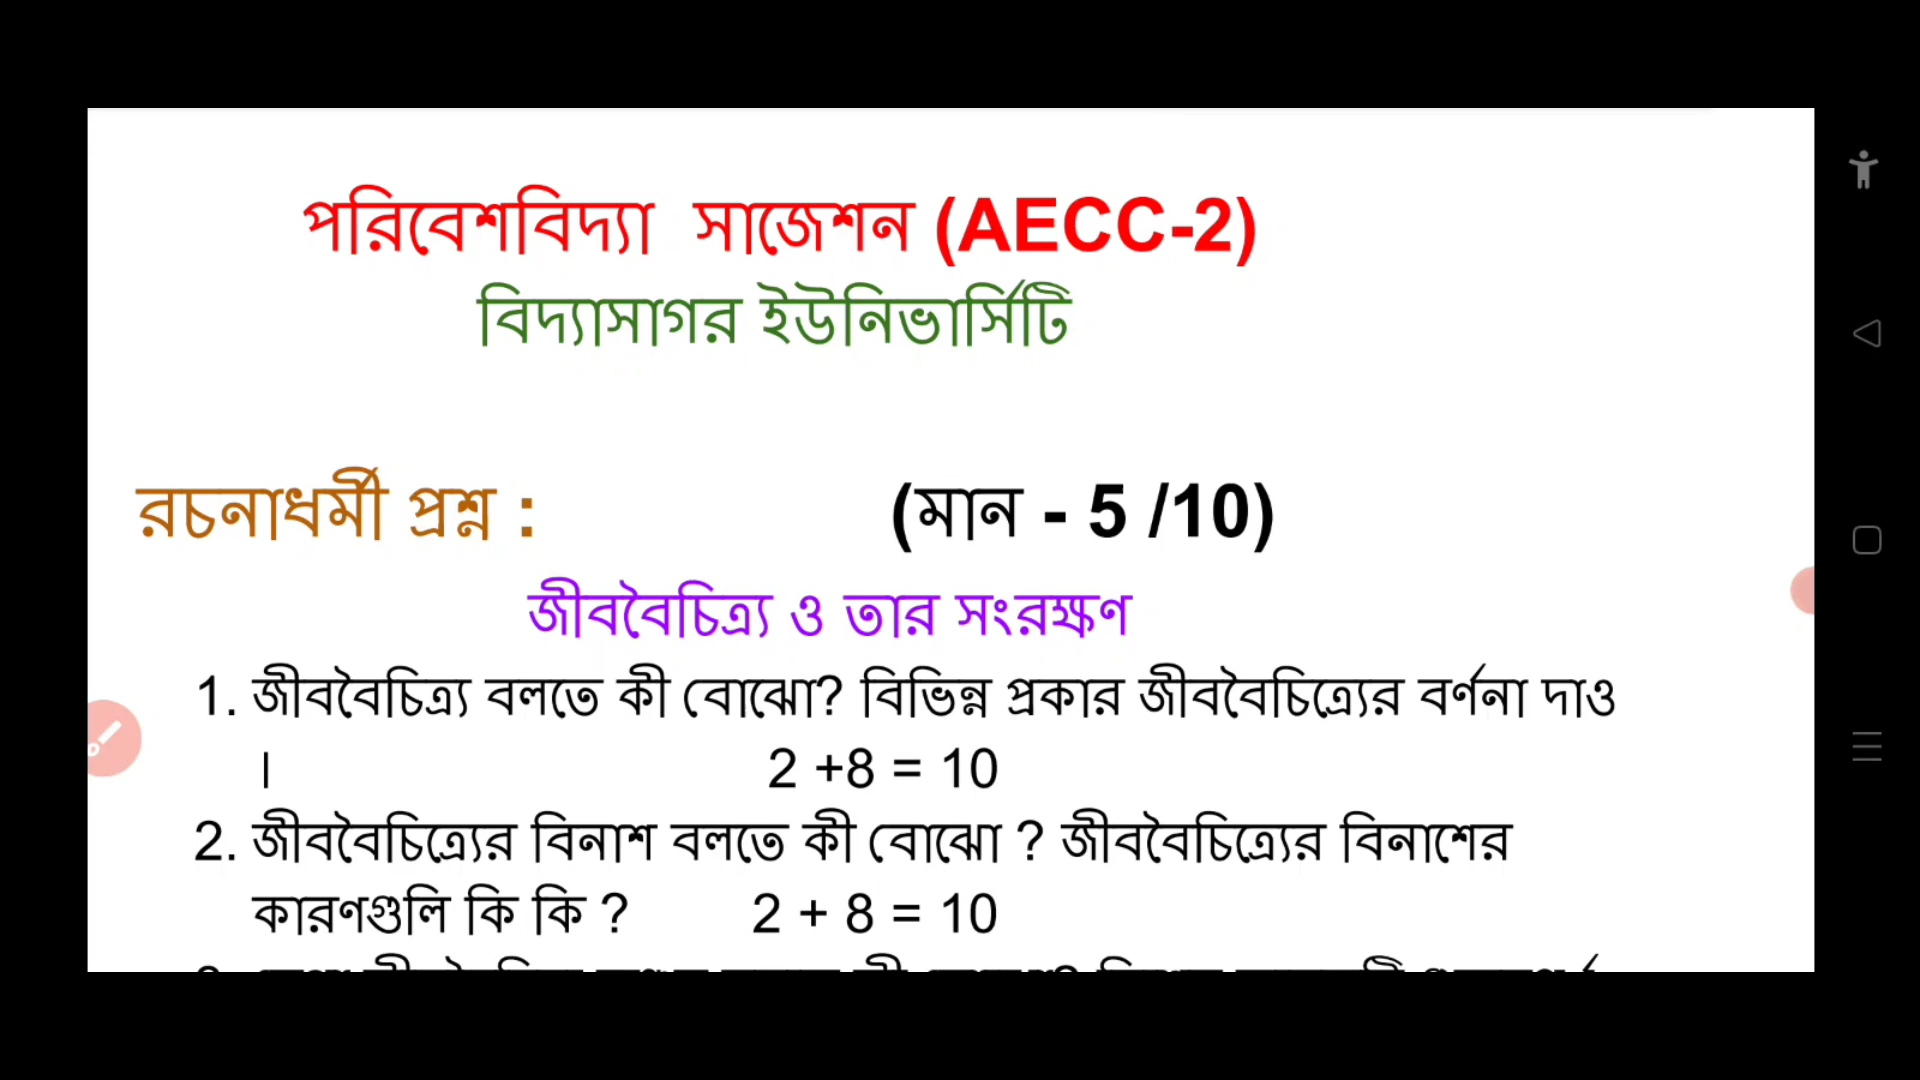 পরিবেশবিদ্যা সাজেশন (AECC-2)
বিদ্যাসাগর ইউনিভার্সিটি
রচনাধর্মী প্রশ্ন : (মান - 5 /10)
জীববৈচিত্র্য ও তার সংরক্ষণ
1. জীববৈচিত্র্য বলতে কী বোঝো? বিভিন্ন প্রকার জীববৈচিত্র্যের বর্ণনা দাও
। 2 +8 = 10
2. জীববৈচিত্র্যের বিনাশ বলতে কী বোঝো ? জীববৈচিত্র্যের বিনাশের
কারণগুলি কি কি ? 2 + 8 = 10